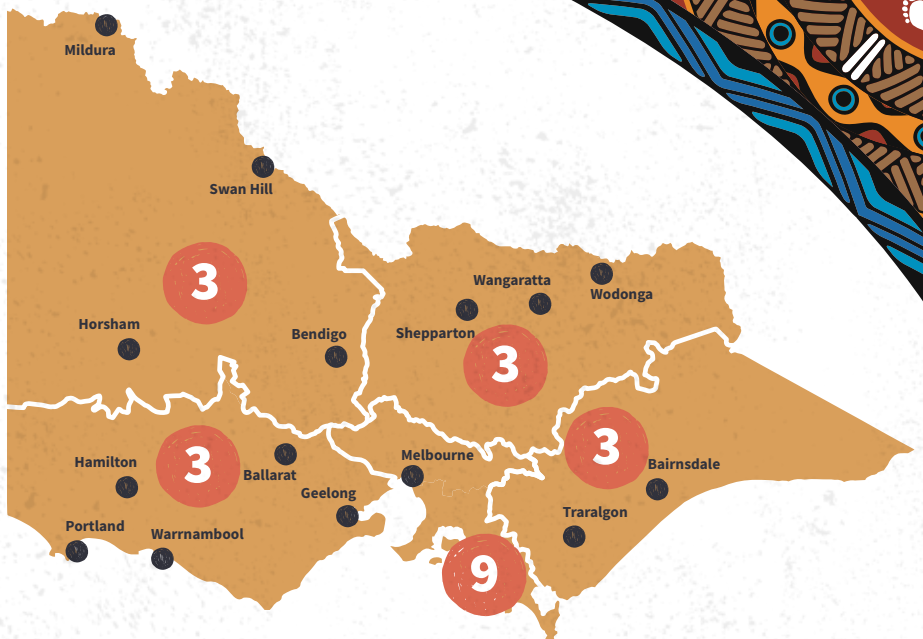 Mildura
Swan Hill
3
Wangaratta
Wodonga
Horsham
Bendigo
Shepparton
3
Hamilton
3
Ballarat
Melbourne
3
Bairnsdale
Geelong
Traralgon
Portland
Warrnambool
9